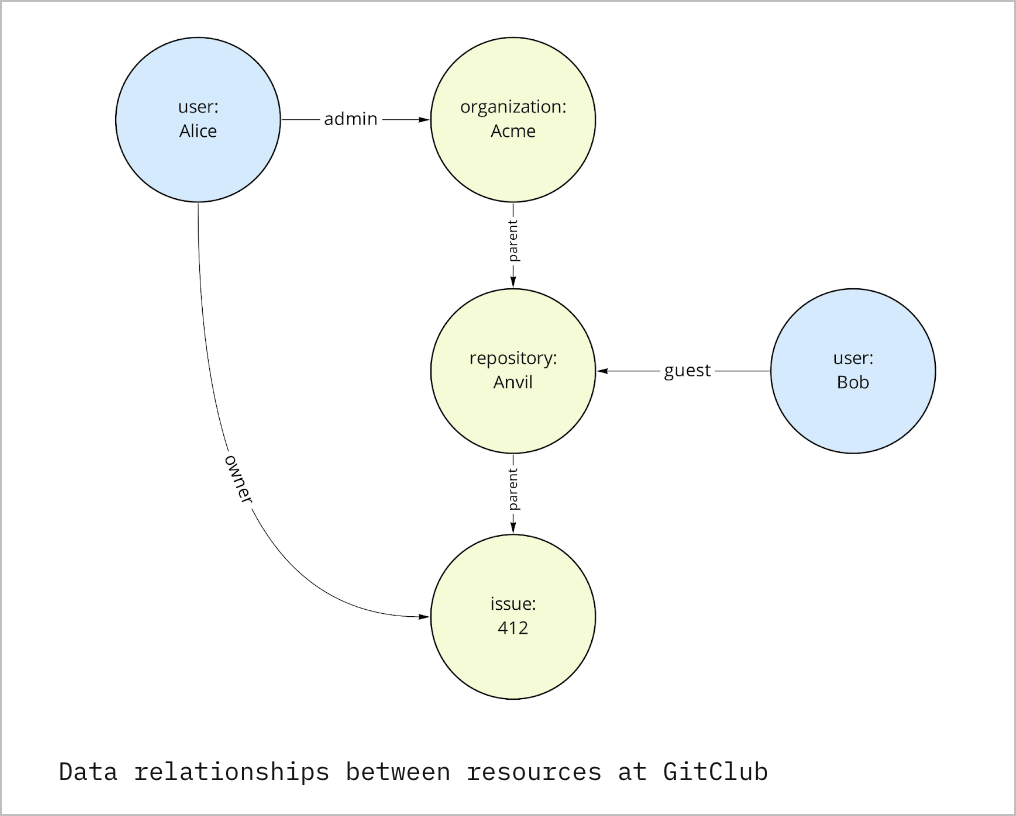 user:
Alice
admin
organization:
Acme
parent
repository:
Anvil
guest
user:
Bob
owner
parent
issue:
412
Data relationships between resources at GitClub